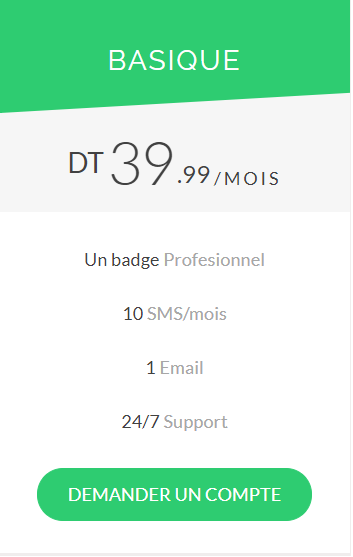 BASIQUE
DT 39.99/MOIS
Un badge Profesionnel
10 SMS/mois
1 Email
24/7 Support
DEMANDER UN COMPTE